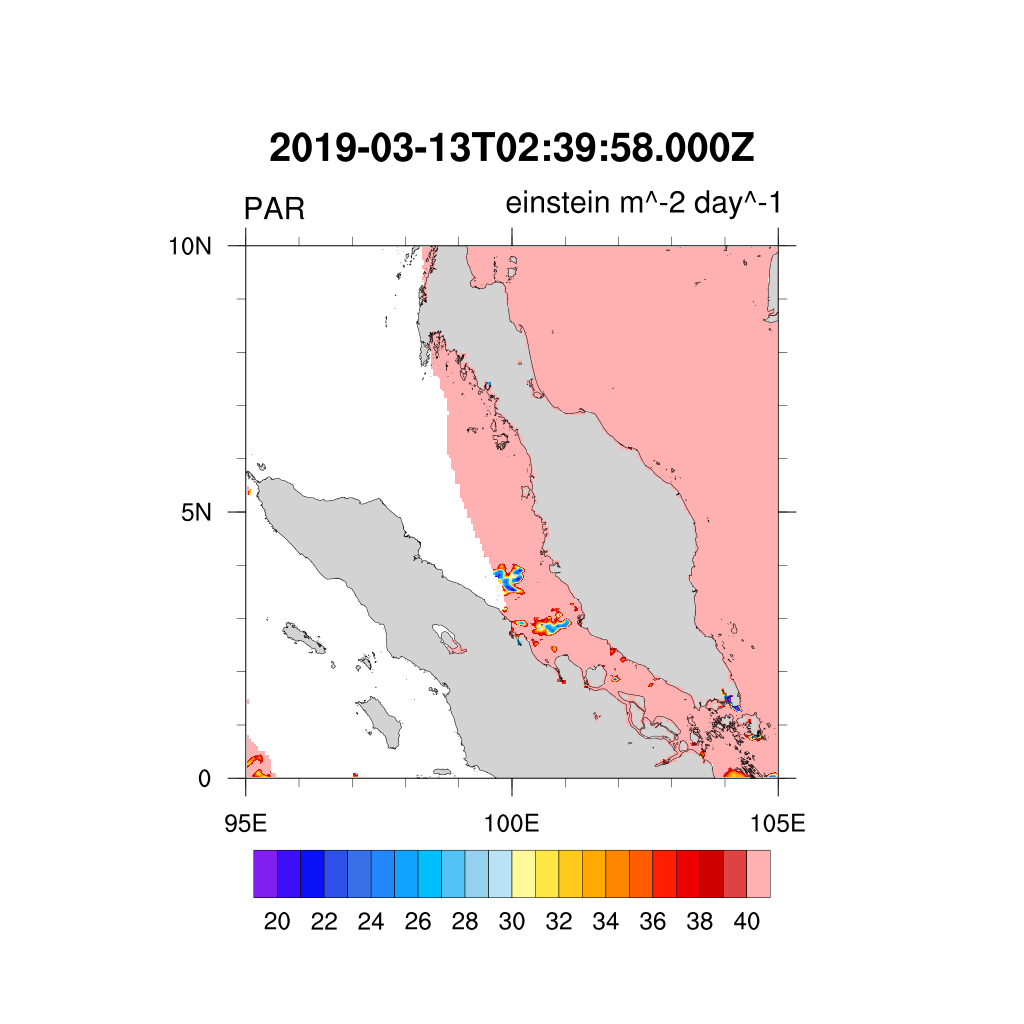 2019-03-13T02:39:58.000Z
PAR einstein m^-2 day^-1
10N
5N
0
95E 100E 105E
20 22 24 26 28 30 32 34 36 38 40